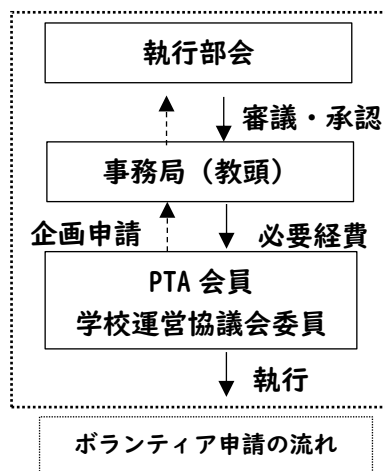 執行部会
審議・承認
事務局（教頭）
企画申請
必要経費
PTA 会員
学校運営協議会委員
執行
ボランティア申請の流れ